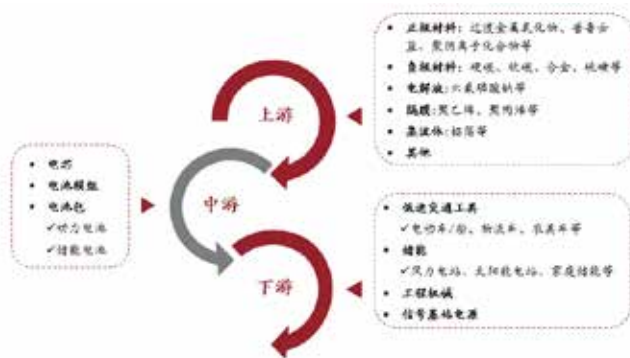 上游
• 正极材料：过渡金属氧化物、普鲁士
蓝、聚阴离子化合物等
• 负极材料：硬碳、软碳、合金、硫磷等
• 电解液：六氟磷酸钠等
• 隔膜：聚乙烯、聚丙烯等
• 集流体：铝箔等
• 其他
中游
• 电芯
• 电池模组
• 电池包
✓动力电池
✓储能电池
下游
• 低速交通工具
✓电动车/船、物流车、农具车等
• 储能
✓风力电站、太阳能电站、家庭储能等
• 工程机械
• 信号基站电源